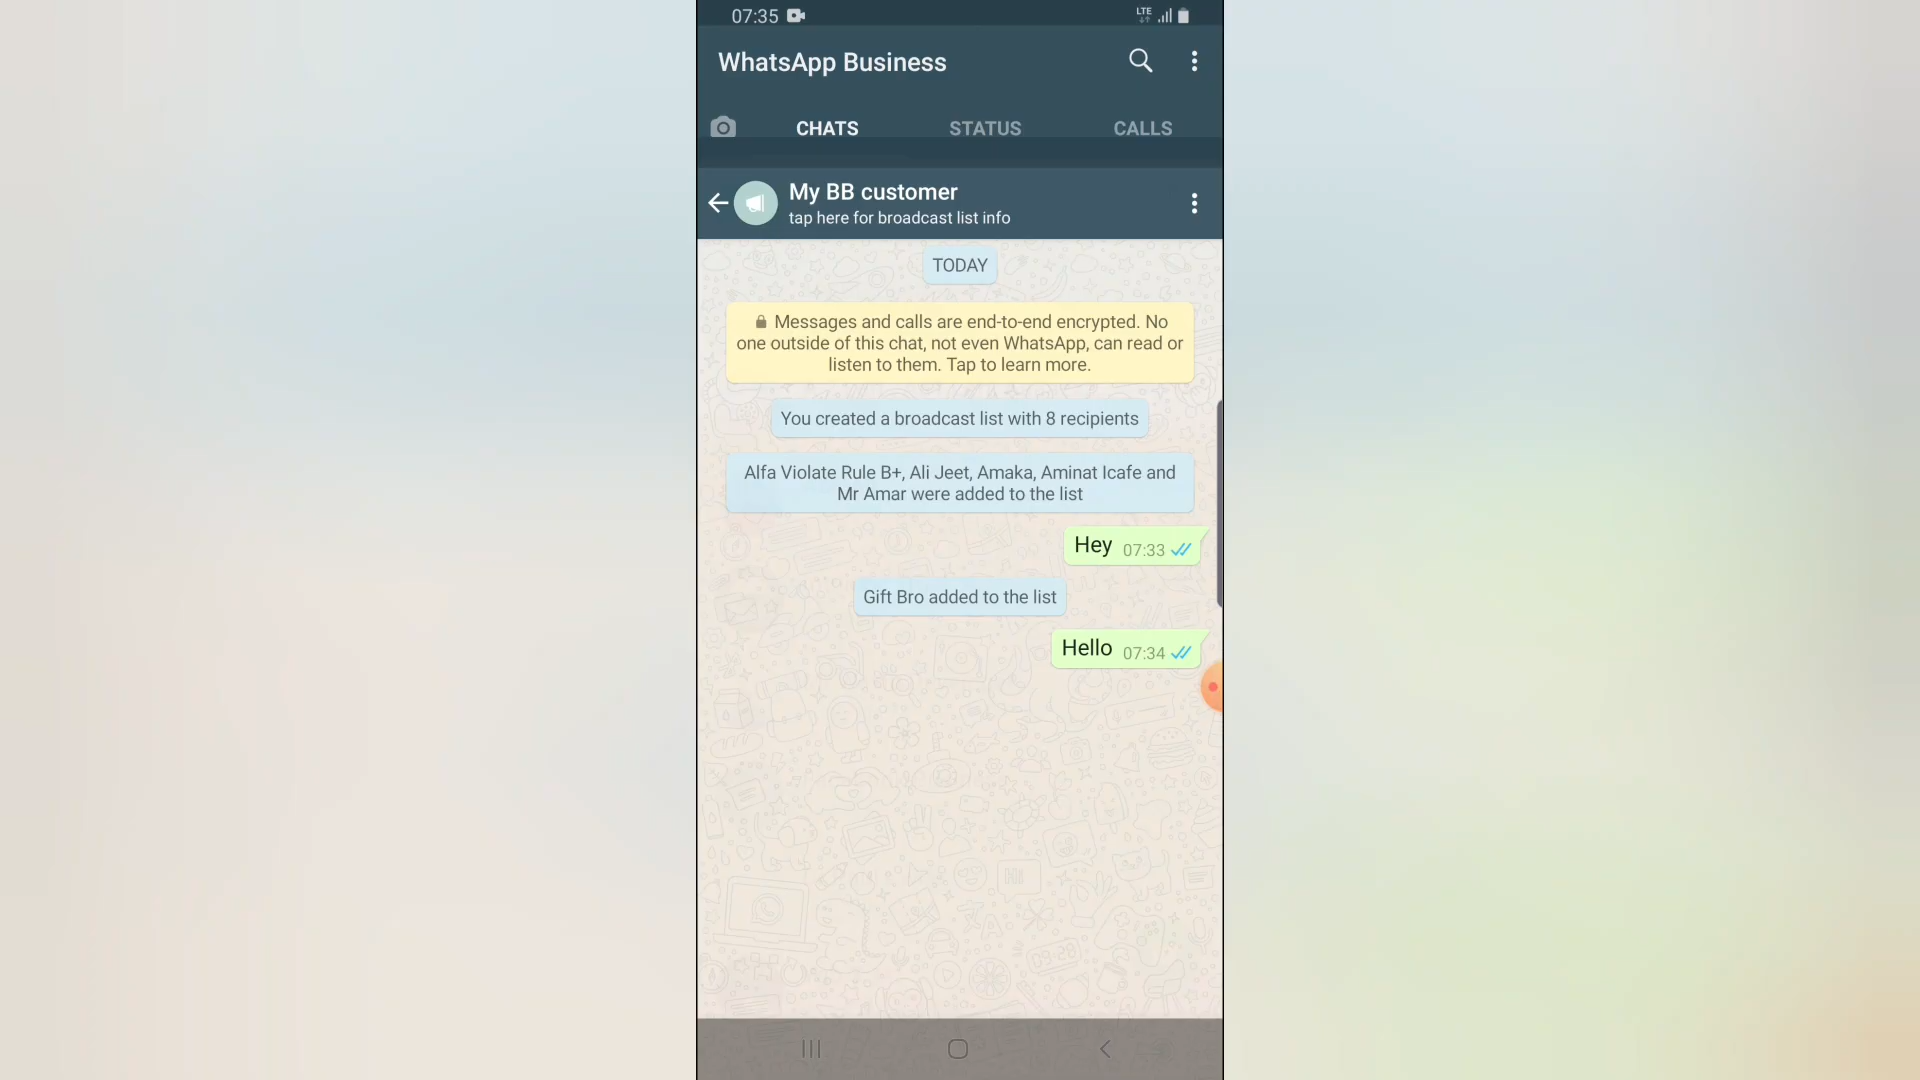 07:35 LTE
WhatsApp Business
CHATS STATUS CALLS
My BB customer
tap here for broadcast list info
TODAY
Messages and calls are end-to-end encrypted. No
one outside of this chat, not even WhatsApp, can read or
listen to them. Tap to learn more.
You created a broadcast list with 8 recipients
Alfa Violate Rule B+, Ali Jeet, Amaka, Aminat Icafe and
Mr Amar were added to the list
Hey 07:33
Gift Bro added to the list
Hello 07:34